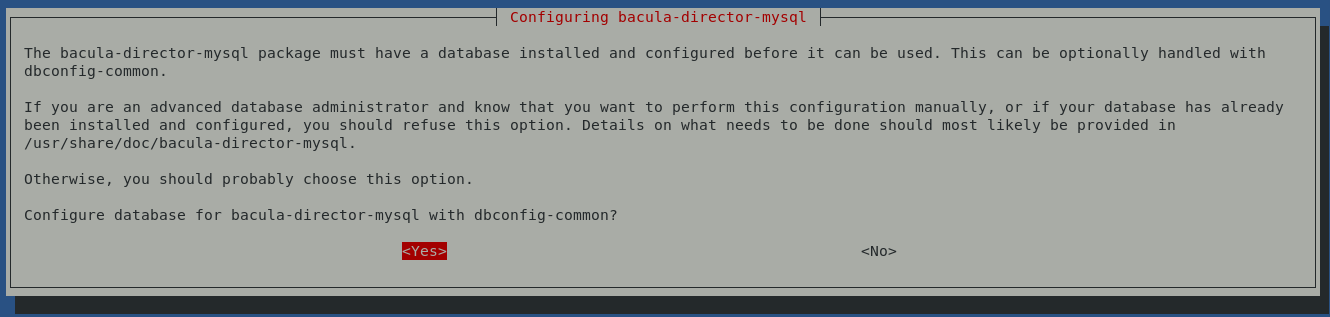 Configuring bacula-director-mysql
The bacula-director-mysql package must have a database installed and configured before it can be used. This can be optionally handled with
dbconfig-common.
If you are an advanced database administrator and know that you want to perform this configuration manually, or if your database has already
been installed and configured, you should refuse this option. Details on what needs to be done should most likely be provided in
/usr/share/doc/bacula-director-mysql.
Otherwise, you should probably choose this option.
Configure database for bacula-director-mysql with dbconfig-common?
<Yes> <No>